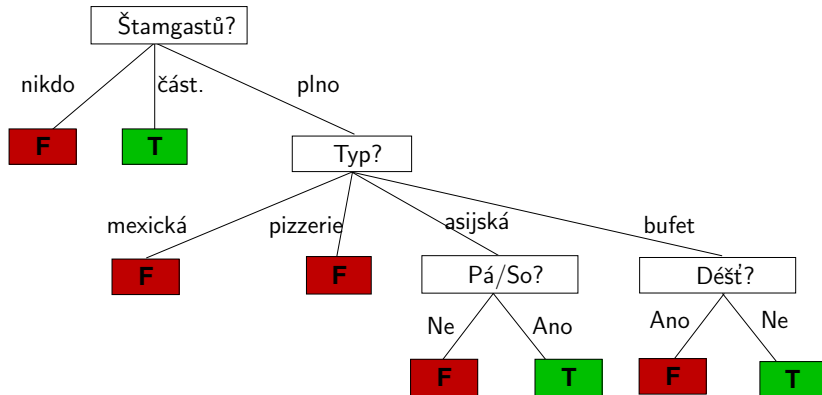 Štamgastů?
nikdo část. plno
F T
Typ?
mexická pizzerie asijská bufet
F F
Pá/So? Déšť?
Ne Ano Ano Ne
F T F T